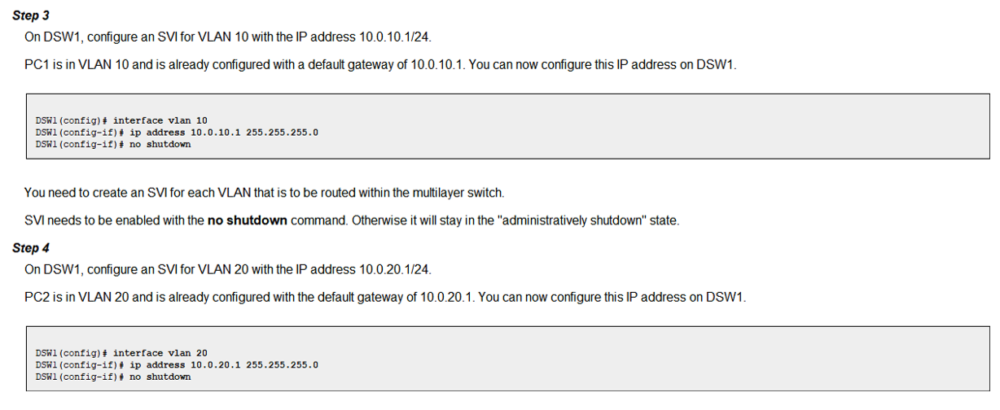 Step 3
On DSW1, configure an SVI for VLAN 10 with the IP address 10.0.10.1/24.
PC1 is in VLAN 10 and is already configured with a default gateway of 10.0.10.1. You can now configure this IP address on DSW1.
DSW1(config)# interface vlan 10
DSW1(config-if)# ip address 10.0.10.1 255.255.255.0
DSW1(config-if)# no shutdown
You need to create an SVI for each VLAN that is to be routed within the multilayer switch.
SVI needs to be enabled with the no shutdown command. Otherwise it will stay in the "administratively shutdown" state.
Step 4
On DSW1, configure an SVI for VLAN 20 with the IP address 10.0.20.1/24.
PC2 is in VLAN 20 and is already configured with the default gateway of 10.0.20.1. You can now configure this IP address on DSW1.
DSW1(config)# interface vlan 20
DSW1(config-if)# ip address 10.0.20.1 255.255.255.0
DSW1(config-if)# no shutdown